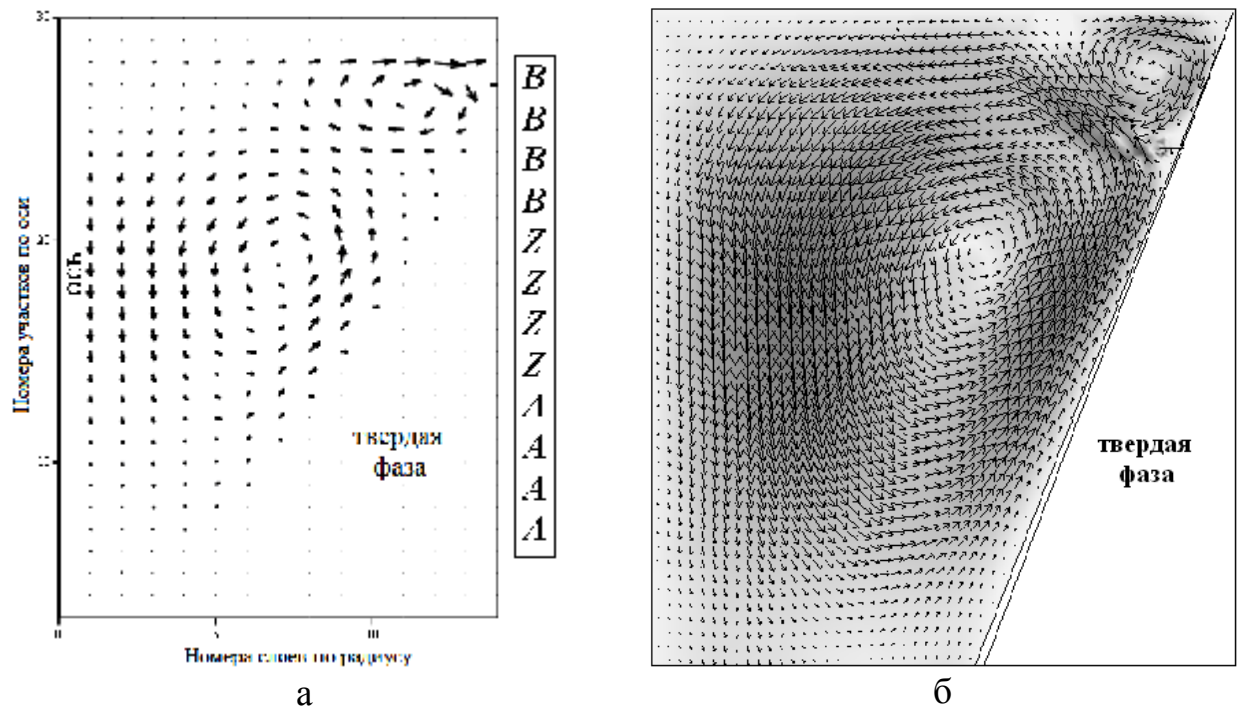 30
20
10
0
5
10
ось
Номера участков по оси
Номера слоев по радиусу
твердая
фаза
B
B
B
B
Z
Z
Z
Z
A
A
A
A
твердая
фаза
а
б